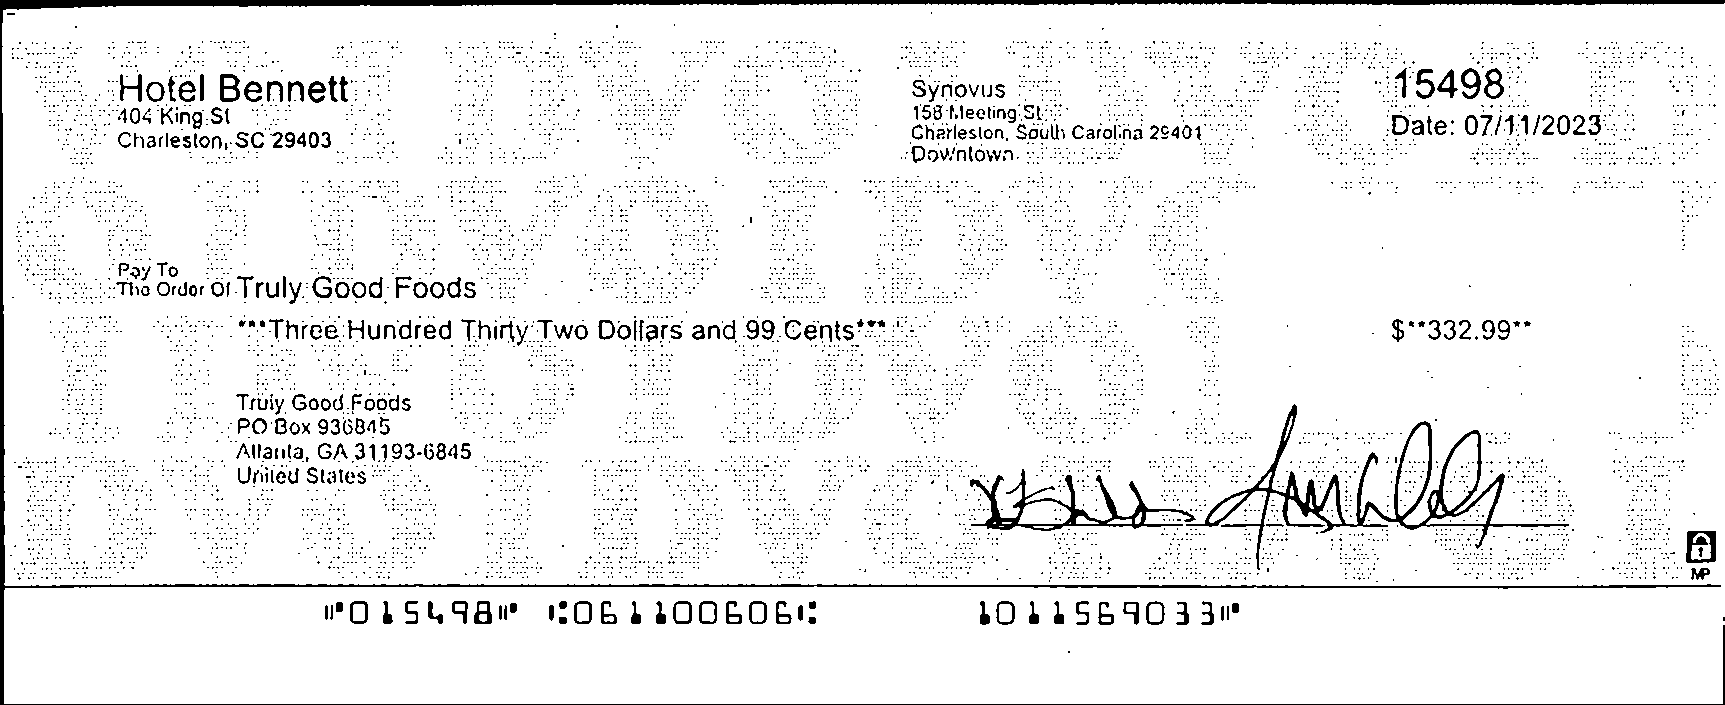 Hotel Bennett
404 King St
Charleston, SC 29403
Synovus
158 Meeting St
Charleston, South Carolina 29401
Downtown
15498
Date: 07/11/2023
Pay To
The Order Of Truly Good Foods
***Three Hundred Thirty Two Dollars and 99 Cents***
$**332.99**
Truly Good Foods
PO Box 936845
Atlanta, GA 31193-6845
United States
MP
⑈015498⑈ ⑆061100606⑆ 1011569033⑈